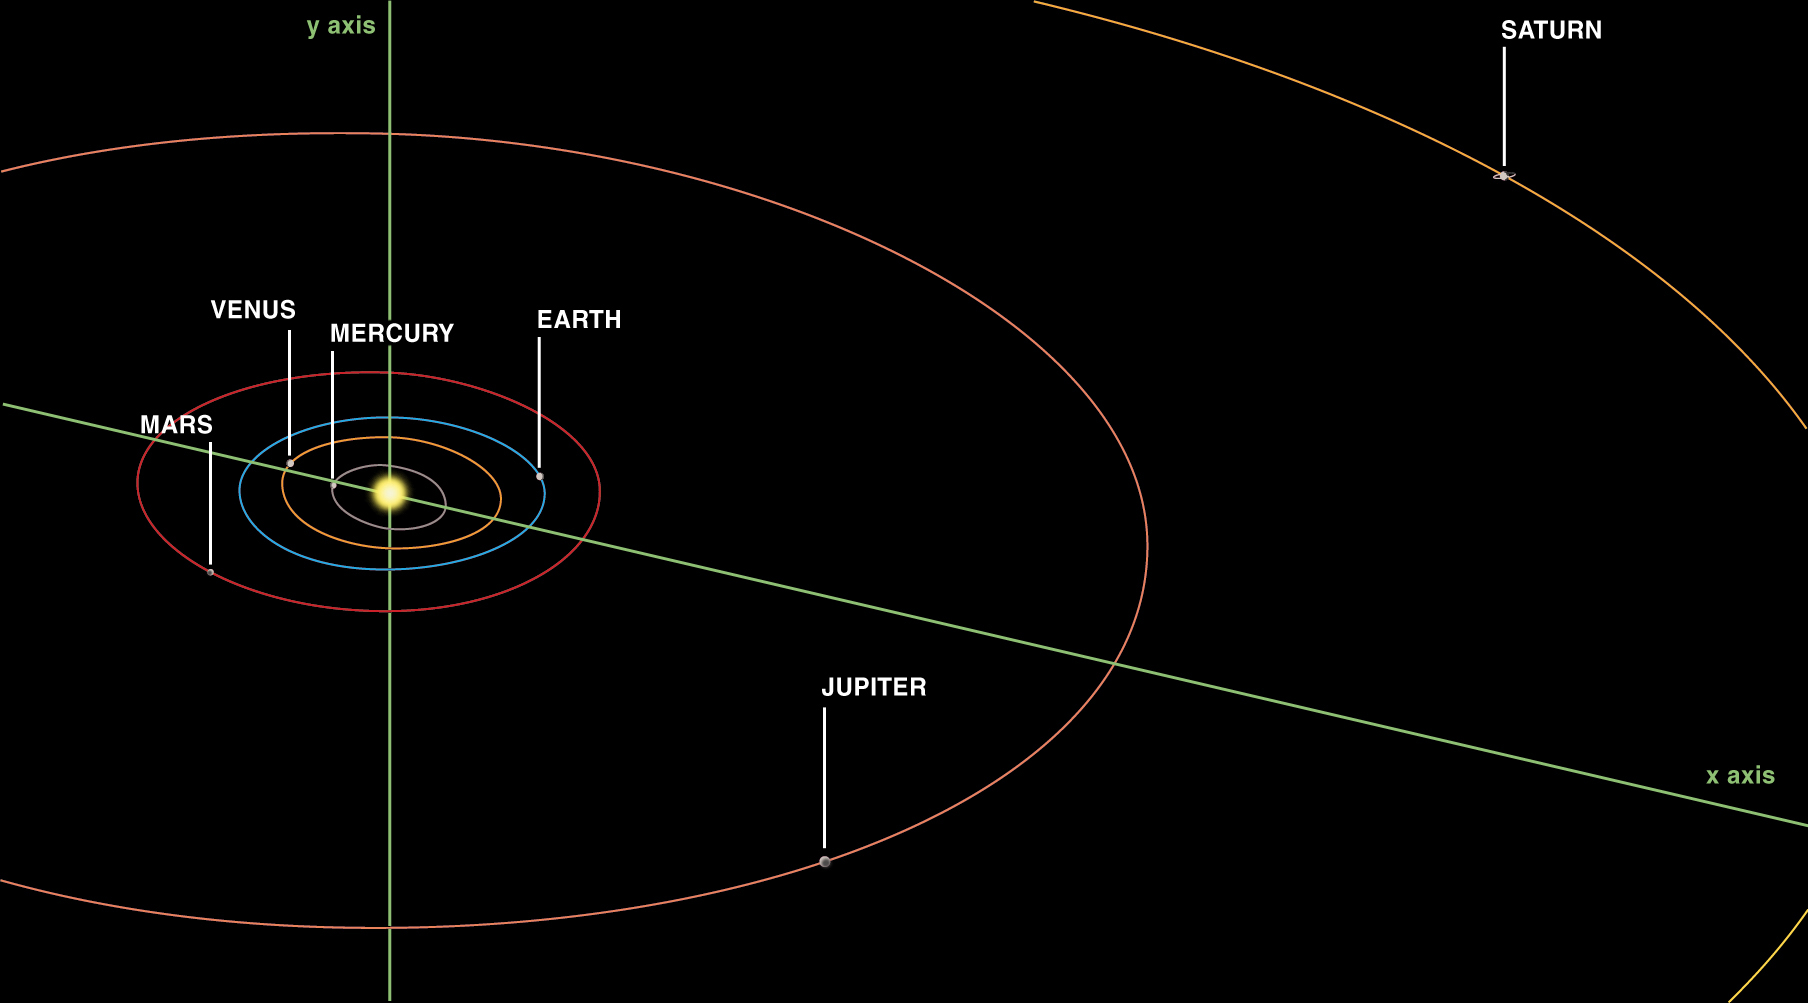 y axis
SATURN
VENUS
MERCURY
EARTH
MARS
JUPITER
x axis